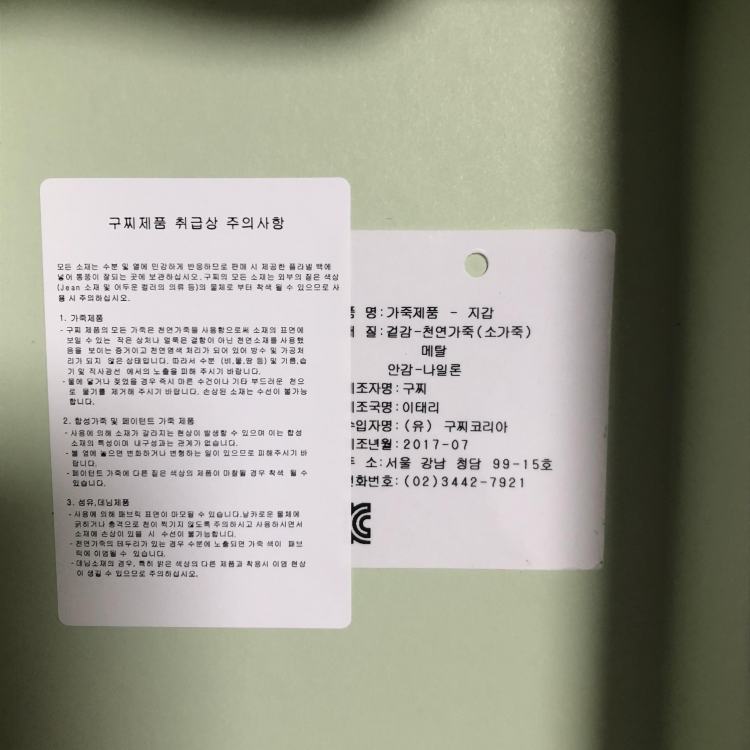 구찌제품 취급상 주의사항
모든 소재는 수분 및 열에 민감하게 반응하므로 판매 시 제공한 플라넬 백에
넣어 통풍이 잘되는 곳에 보관하십시오.구찌의 모든 소재는 외부의 짙은 색상
(Jean 소재 및 어두운 컬러의 의류 등)의 물체로 부터 착색 될 수 있으므로 사
용 시 주의하십시오.
1. 가죽제품
- 구찌 제품의 모든 가죽은 천연가죽을 사용함으로써 소재의 표면에
보일 수 있는 작은 상처나 얼룩은 결함이 아닌 천연소재를 사용했
음을 보이는 증거이고 천연염색 처리가 되어 있어 방수 및 가공처
리가 되지 않은 상태입니다. 따라서 수분 (비,물,땀 등) 및 기름,습
기 및 직사광선 에서의 노출을 피해 주시기 바랍니다.
- 물에 닿거나 젖었을 경우 즉시 마른 수건이나 기타 부드러운 천으
로 물기를 제거해 주시기 바랍니다. 손상된 소재는 수선이 불가능
합니다.
2. 합성가죽 및 페이턴트 가죽 제품
- 사용에 의해 소재가 갈라지는 현상이 발생할 수 있으며 이는 합성
소재의 특성이며 내구성과는 관계가 없습니다.
- 불 열에 놓으면 변화하거나 변형하는 일이 있으므로 피해주시기 바
랍니다.
- 페이턴트 가죽에 다른 짙은 색상의 제품이 마찰될 경우 착색 될 수
있습니다.
3. 섬유,데님제품
- 사용에 의해 패브릭 표면이 마모될 수 있습니다.날카로운 물체에
긁히거나 충격으로 천이 찍기지 않도록 주의하시고 사용하시면서
소재에 손상이 있을 시 수선이 불가능합니다.
- 천연가죽의 테두리가 있는 경우 수분에 노출되면 가죽 색이 패브
릭에 이염될 수 있습니다.
- 데님소재의 경우, 특히 밝은 색상의 다른 제품과 착용시 이염 현상
이 생길 수 있으므로 주의하십시오.
명:가죽제품 - 지갑
질:겉감-천연가죽(소가죽)
메탈
안감-나일론
제조자명:구찌
제조국명:이태리
수입자명:(유) 구찌코리아
제조년월:2017-07
주 소:서울 강남 청담 99-15호
전화번호:(02)3442-7921